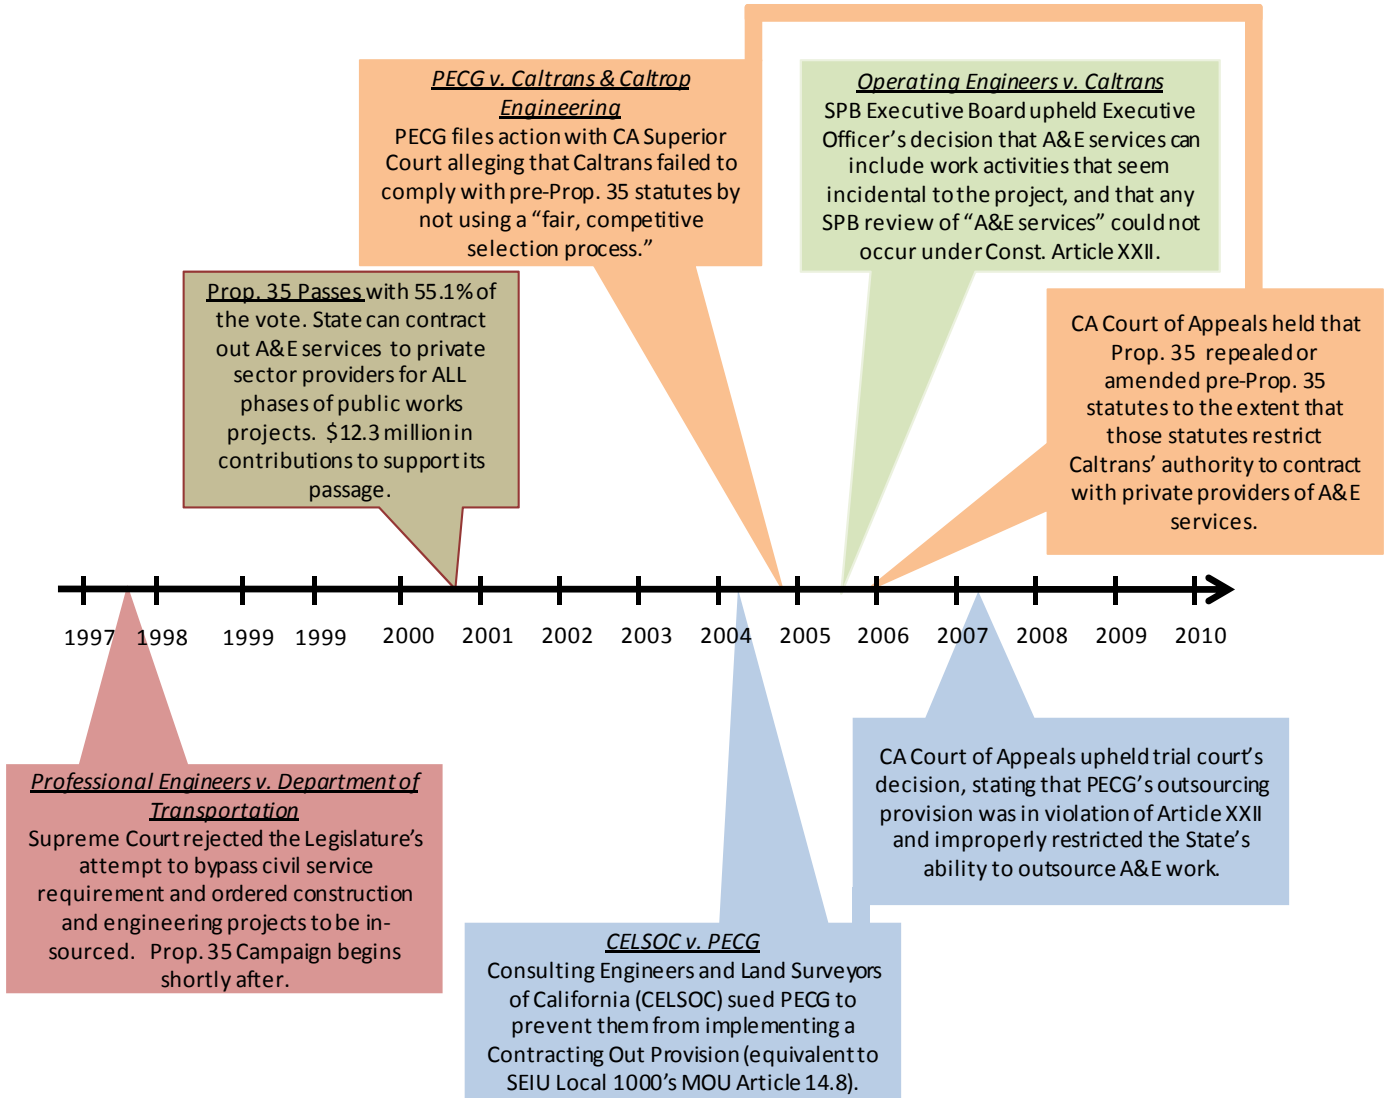 PECG v. Caltrans & Caltrop
Engineering
PECG files action with CA Superior
Court alleging that Caltrans failed to
comply with pre-Prop. 35 statutes by
not using a “fair, competitive
selection process.”
Operating Engineers v. Caltrans
SPB Executive Board upheld Executive
Officer’s decision that A&E services can
include work activities that seem
incidental to the project, and that any
SPB review of “A&E services” could not
occur under Const. Article XXII.
Prop. 35 Passes with 55.1% of
the vote. State can contract
out A&E services to private
sector providers for ALL
phases of public works
projects. $12.3 million in
contributions to support its
passage.
CA Court of Appeals held that
Prop. 35 repealed or
amended pre-Prop. 35
statutes to the extent that
those statutes restrict
Caltrans’ authority to contract
with private providers of A&E
services.
1997 1998 1999 1999 2000 2001 2002 2003 2004 2005 2006 2007 2008 2009 2010
Professional Engineers v. Department of
Transportation
Supreme Court rejected the Legislature’s
attempt to bypass civil service
requirement and ordered construction
and engineering projects to be in-
sourced. Prop. 35 Campaign begins
shortly after.
CA Court of Appeals upheld trial court’s
decision, stating that PECG’s outsourcing
provision was in violation of Article XXII
and improperly restricted the State’s
ability to outsource A&E work.
CELSOC v. PECG
Consulting Engineers and Land Surveyors
of California (CELSOC) sued PECG to
prevent them from implementing a
Contracting Out Provision (equivalent to
SEIU Local 1000’s MOU Article 14.8).